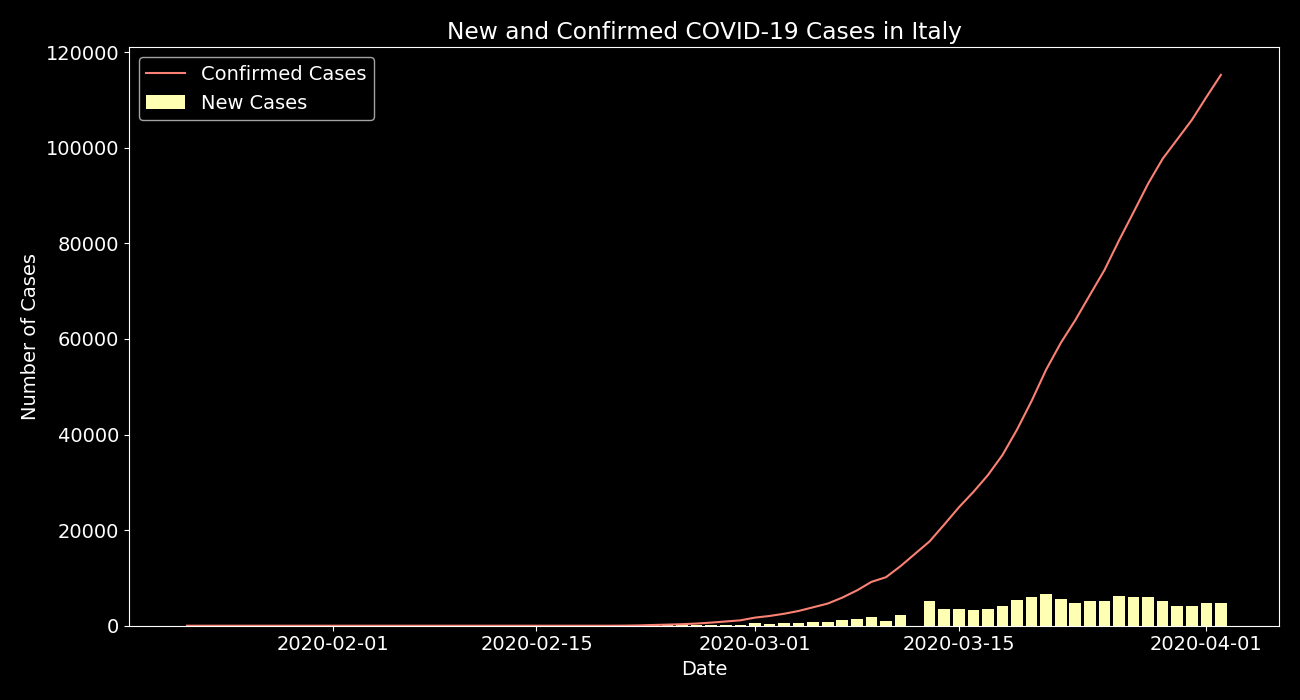 New and Confirmed COVID-19 Cases in Italy
Confirmed Cases
New Cases
120000
100000
80000
60000
40000
20000
0
Number of Cases
2020-02-01
2020-02-15
2020-03-01
2020-03-15
2020-04-01
Date